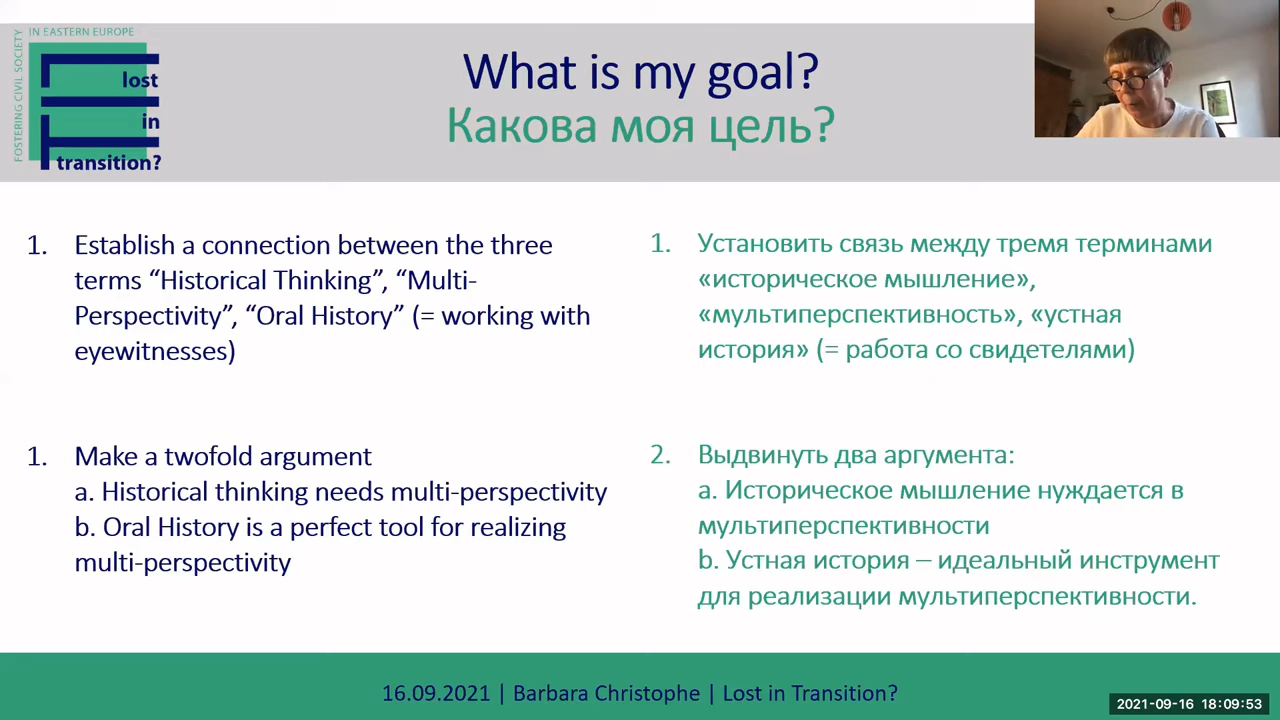 IN EASTERN EUROPE
FOSTERING CIVIL SOCIETY
lost
in
transition?
What is my goal?
Какова моя цель?
1. Establish a connection between the three
terms “Historical Thinking”, “Multi-
Perspectivity”, “Oral History” (= working with
eyewitnesses)
1. Make a twofold argument
a. Historical thinking needs multi-perspectivity
b. Oral History is a perfect tool for realizing
multi-perspectivity
1. Установить связь между тремя терминами
«историческое мышление»,
«мультиперспективность», «устная
история» (= работа со свидетелями)
2. Выдвинуть два аргумента:
a. Историческое мышление нуждается в
мультиперспективности
b. Устная история – идеальный инструмент
для реализации мультиперспективности.
16.09.2021 | Barbara Christophe | Lost in Transition?
2021-09-16 18:09:53